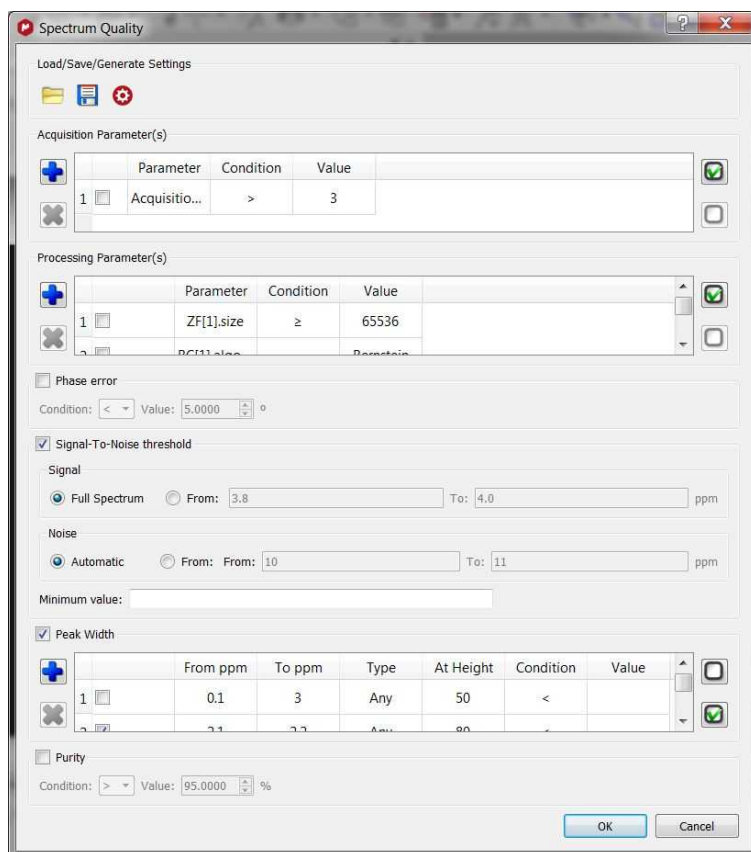 Spectrum Quality
Load/Save/Generate Settings
Acquisition Parameter(s)
Parameter Condition Value
1 Acquisitio... > 3
Processing Parameter(s)
Parameter Condition Value
1 ZF[1].size ≥ 65536
Phase error
Condition: < Value: 5.0000 °
Signal-To-Noise threshold
Signal
Full Spectrum From: 3.8 To: 4.0 ppm
Noise
Automatic From: From: 10 To: 11 ppm
Minimum value:
Peak Width
From ppm To ppm Type At Height Condition Value
1 0.1 3 Any 50 <
Purity
Condition: > Value: 95.0000 %
OK Cancel